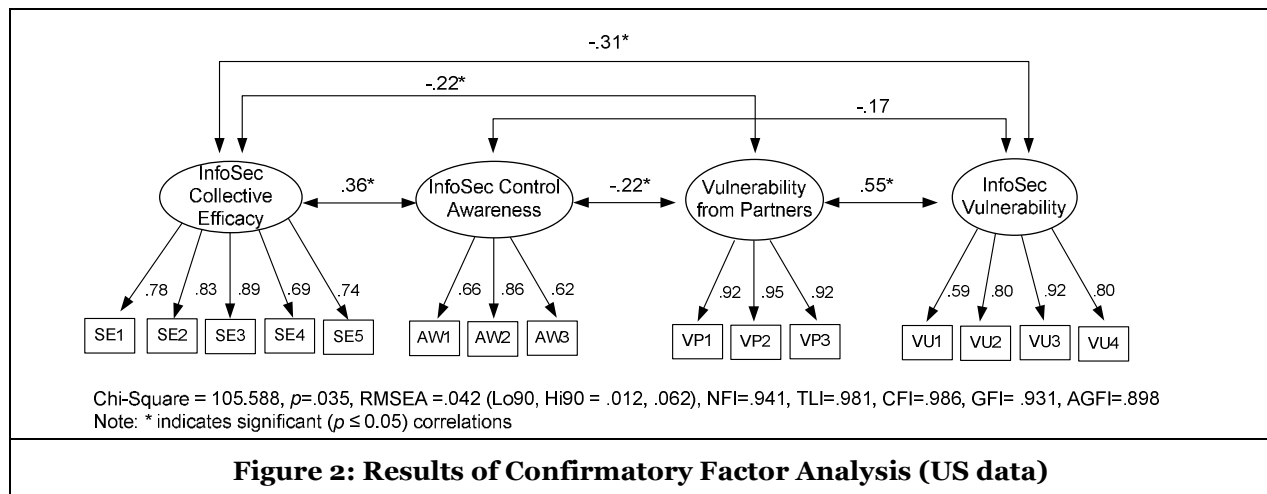 -.31*
-.22*
-.17
InfoSec
Collective
Efficacy
.36*
InfoSec Control
Awareness
-.22*
Vulnerability
from Partners
.55*
InfoSec
Vulnerability
.78
.83
.89
.69
.74
.66
.86
.62
.92
.95
.92
.59
.80
.92
.80
SE1
SE2
SE3
SE4
SE5
AW1
AW2
AW3
VP1
VP2
VP3
VU1
VU2
VU3
VU4
Chi-Square = 105.588, p=.035, RMSEA =.042 (Lo90, Hi90 = .012, .062), NFI=.941, TLI=.981, CFI=.986, GFI= .931, AGFI=.898
Note: * indicates significant (p ≤ 0.05) correlations
Figure 2: Results of Confirmatory Factor Analysis (US data)